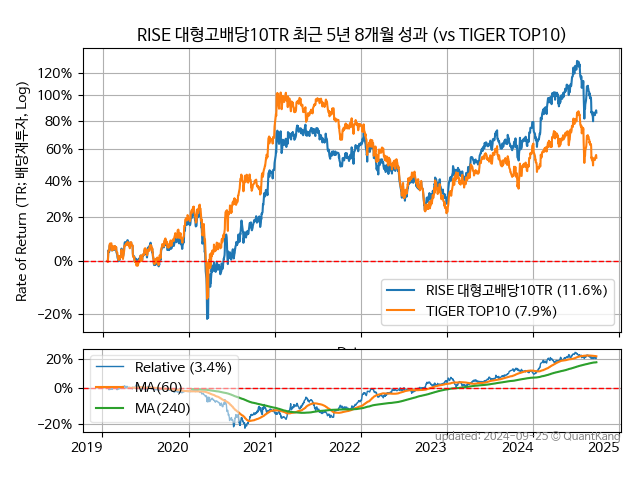 RISE 대형고배당10TR 최근 5년 8개월 성과 (vs TIGER TOP10)
Rate of Return (TR: 배당재투자, Log)
120%
100%
80%
60%
40%
20%
0%
−20%
RISE 대형고배당10TR (11.6%)
TIGER TOP10 (7.9%)
20%
0%
−20%
Relative (3.4%)
MA(60)
MA(240)
2019
2020
2021
2022
2023
2024
2025
updated: 2024-09-25 © QuantKang